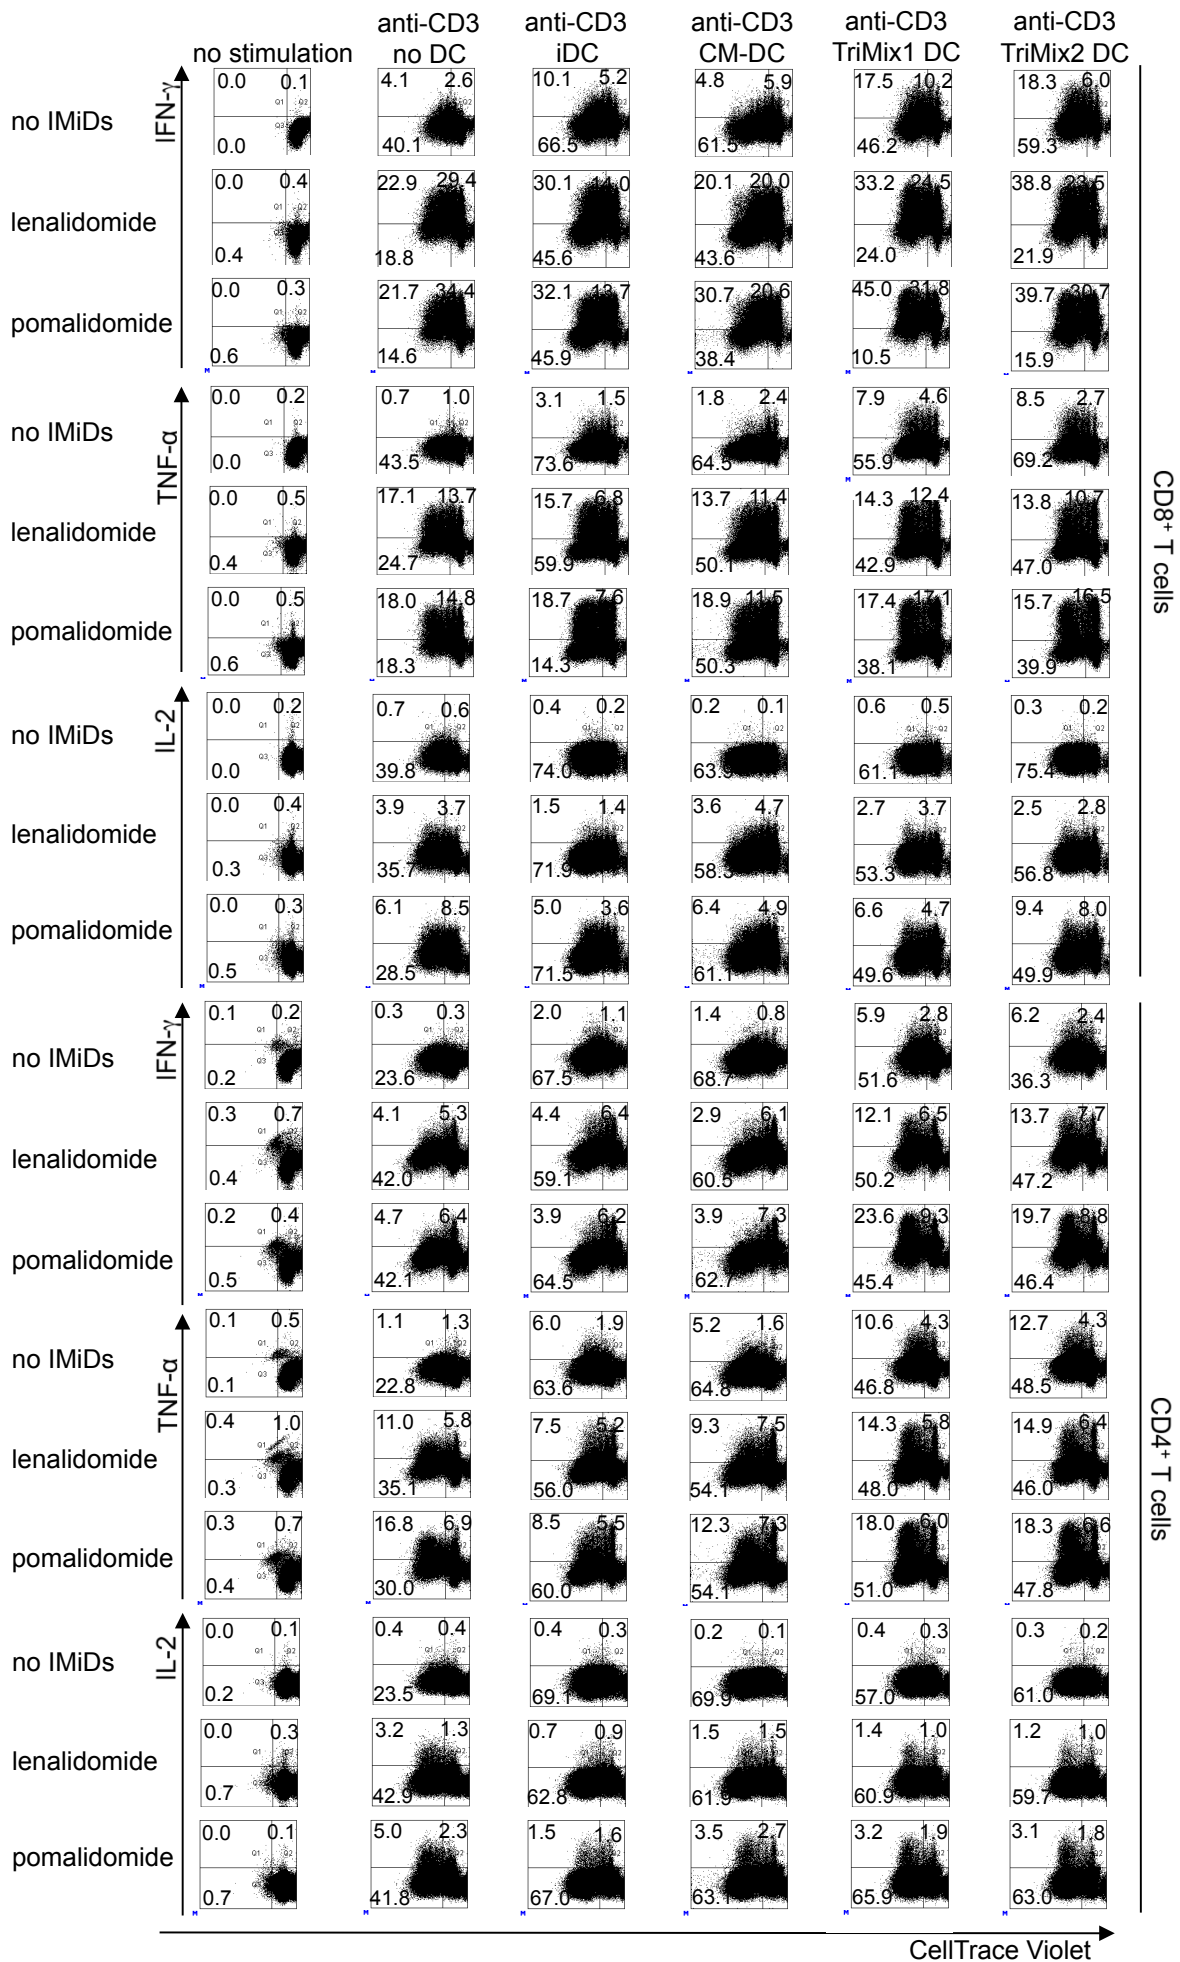 anti-CD3 anti-CD3 anti-CD3 anti-CD3 anti-CD3
no stimulation no DC iDC CM-DC TriMix1 DC TriMix2 DC
IFN-γ
no IMiDs
0.0 0.1 4.1 2.6 10.1 5.2 4.8 5.9 17.5 10.2 18.3 6.0
0.0 40.1 66.5 61.5 46.2 59.3
lenalidomide
0.0 0.4 22.9 29.4 30.1 14.0 20.1 20.0 33.2 24.5 38.8 23.5
0.4 18.8 45.6 43.6 24.0 21.9
pomalidomide
0.0 0.3 21.7 34.4 32.1 13.7 30.7 20.6 45.0 31.8 39.7 30.7
0.6 14.6 45.9 38.4 10.5 15.9
TNF-α
no IMiDs
0.0 0.2 0.7 1.0 3.1 1.5 1.8 2.4 7.9 4.6 8.5 2.7
0.0 43.5 73.6 64.5 55.9 69.2
lenalidomide
0.0 0.5 17.1 13.7 15.7 6.8 13.7 11.4 14.3 12.4 13.8 10.7
0.4 24.7 59.9 50.1 42.9 47.0
pomalidomide
0.0 0.5 18.0 14.8 18.7 7.6 18.9 11.5 17.4 17.1 15.7 16.5
0.6 18.3 14.3 50.3 38.1 39.9
IL-2
no IMiDs
0.0 0.2 0.7 0.6 0.4 0.2 0.2 0.1 0.6 0.5 0.3 0.2
0.0 39.8 74.0 63.9 61.1 75.4
lenalidomide
0.0 0.4 3.9 3.7 1.5 1.4 3.6 4.7 2.7 3.7 2.5 2.8
0.3 35.7 71.9 58.3 53.3 56.8
pomalidomide
0.0 0.3 6.1 8.5 5.0 3.6 6.4 4.9 6.6 4.7 9.4 8.0
0.5 28.5 71.5 61.1 49.6 49.9
CD8⁺ T cells
IFN-γ
no IMiDs
0.1 0.2 0.3 0.3 2.0 1.1 1.4 0.8 5.9 2.8 6.2 2.4
0.2 23.6 67.5 68.7 51.6 36.3
lenalidomide
0.3 0.7 4.1 5.3 4.4 6.4 2.9 6.1 12.1 6.5 13.7 7.7
0.4 42.0 59.1 60.5 50.2 47.2
pomalidomide
0.2 0.4 4.7 6.4 3.9 6.2 3.9 7.3 23.6 9.3 19.7 8.8
0.5 42.1 64.5 62.7 45.4 46.4
TNF-α
no IMiDs
0.1 0.5 1.1 1.3 6.0 1.9 5.2 1.6 10.6 4.3 12.7 4.3
0.1 22.8 63.6 64.8 46.8 48.5
lenalidomide
0.4 1.0 11.0 5.8 7.5 5.2 9.3 7.5 14.3 5.8 14.9 6.4
0.3 35.1 56.0 54.1 48.0 46.0
pomalidomide
0.3 0.7 16.8 6.9 8.5 5.5 12.3 7.3 18.0 6.0 18.3 6.6
0.4 30.0 60.0 54.1 51.0 47.8
IL-2
no IMiDs
0.0 0.1 0.4 0.4 0.4 0.3 0.2 0.1 0.4 0.3 0.3 0.2
0.2 23.5 69.1 69.9 57.0 61.0
lenalidomide
0.0 0.3 3.2 1.3 0.7 0.9 1.5 1.5 1.4 1.0 1.2 1.0
0.7 42.9 62.8 61.9 60.9 59.7
pomalidomide
0.0 0.1 5.0 2.3 1.5 1.6 3.5 2.7 3.2 1.9 3.1 1.8
0.7 41.8 67.0 63.1 65.9 63.0
CD4⁺ T cells
CellTrace Violet